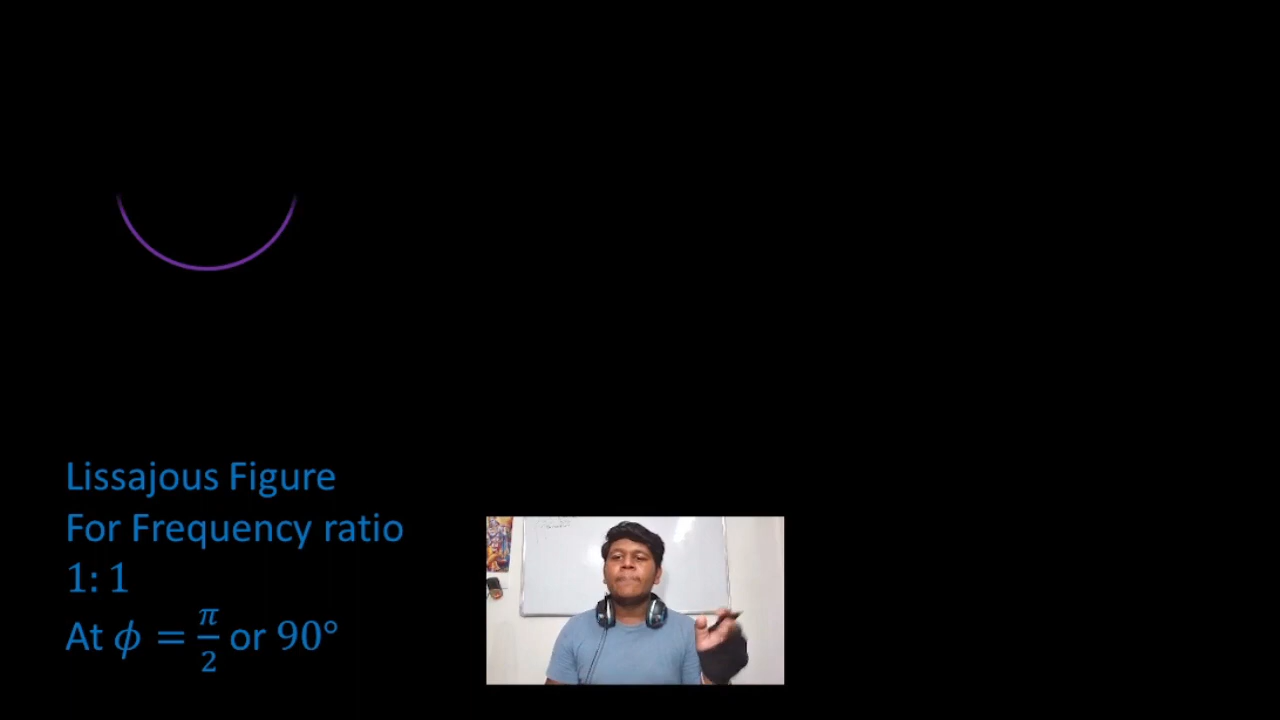 Lissajous Figure
For Frequency ratio
1: 1
At ϕ = π/2 or 90°